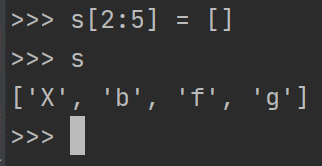 >>> s[2:5] = []
>>> s
['X', 'b', 'f', 'g']
>>>